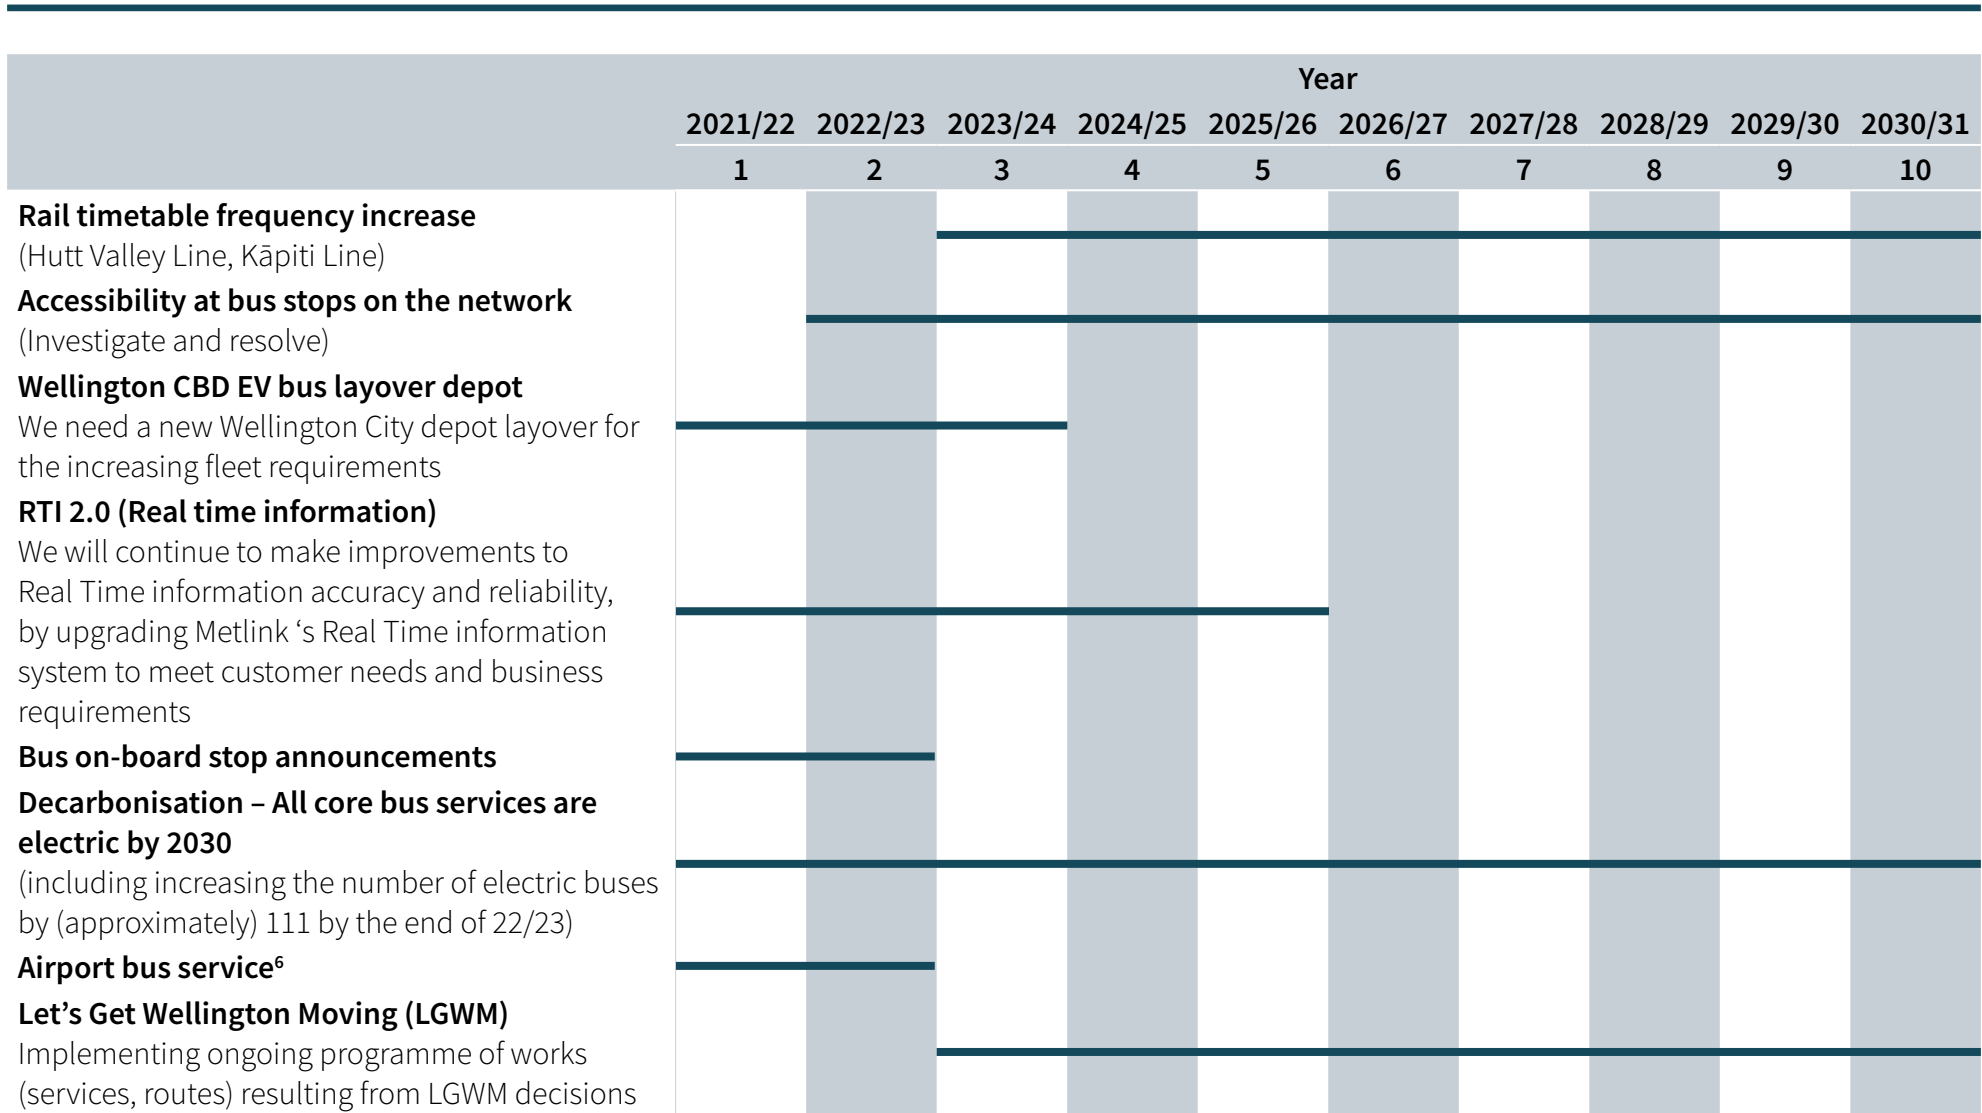 Year
2021/22 2022/23 2023/24 2024/25 2025/26 2026/27 2027/28 2028/29 2029/30 2030/31
1 2 3 4 5 6 7 8 9 10
Rail timetable frequency increase
(Hutt Valley Line, Kāpiti Line)
Accessibility at bus stops on the network
(Investigate and resolve)
Wellington CBD EV bus layover depot
We need a new Wellington City depot layover for
the increasing fleet requirements
RTI 2.0 (Real time information)
We will continue to make improvements to
Real Time information accuracy and reliability,
by upgrading Metlink ‘s Real Time information
system to meet customer needs and business
requirements
Bus on-board stop announcements
Decarbonisation – All core bus services are
electric by 2030
(including increasing the number of electric buses
by (approximately) 111 by the end of 22/23)
Airport bus service⁶
Let’s Get Wellington Moving (LGWM)
Implementing ongoing programme of works
(services, routes) resulting from LGWM decisions